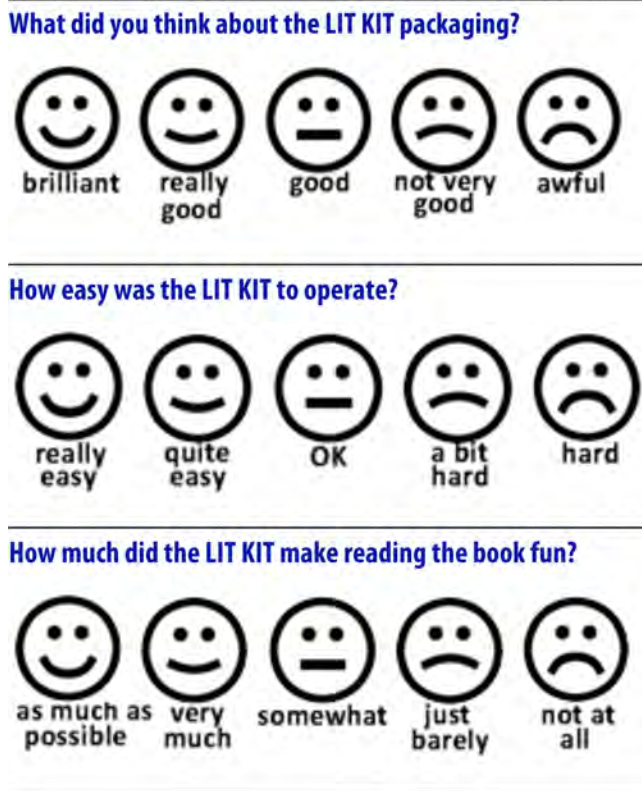 What did you think about the LIT KIT packaging?
brilliant really good not very awful
good good
How easy was the LIT KIT to operate?
really quite OK a bit hard
easy easy hard
How much did the LIT KIT make reading the book fun?
as much as very somewhat just not at
possible much barely all